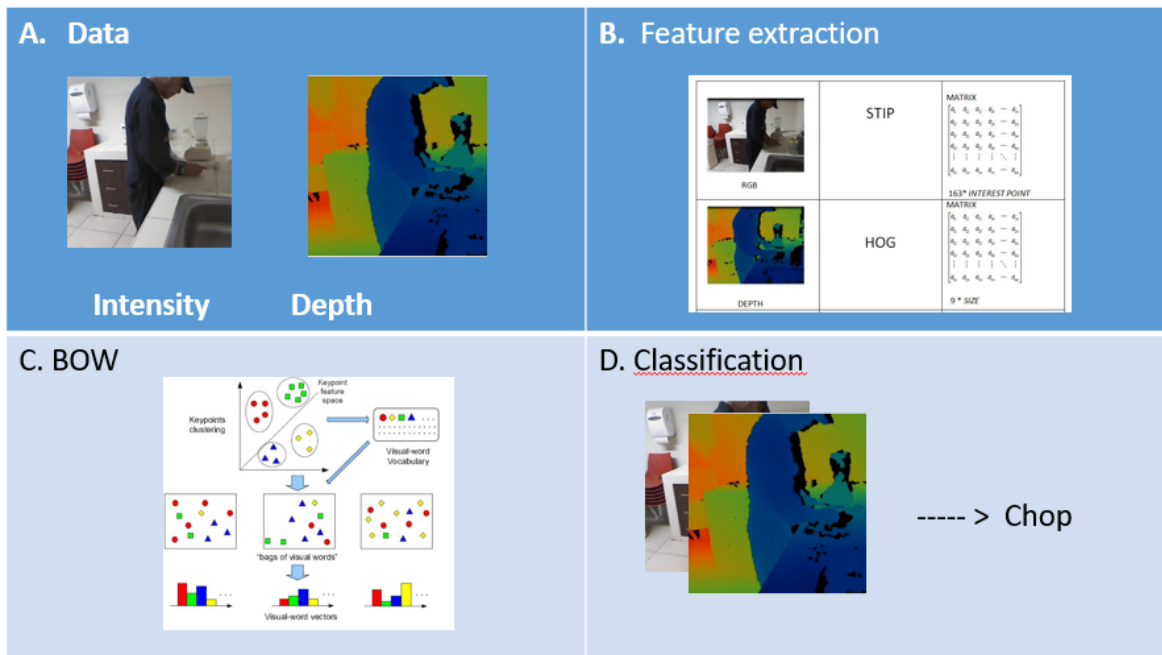 A. Data
Intensity
Depth
B. Feature extraction
RGB
STIP
MATRIX
163* INTEREST POINT
DEPTH
HOG
MATRIX
9 * SIZE
C. BOW
Keypoints
clustering
Keypoint
feature
space
Visual-word
Vocabulary
"bags of visual words"
Visual-word vectors
D. Classification
----- > Chop